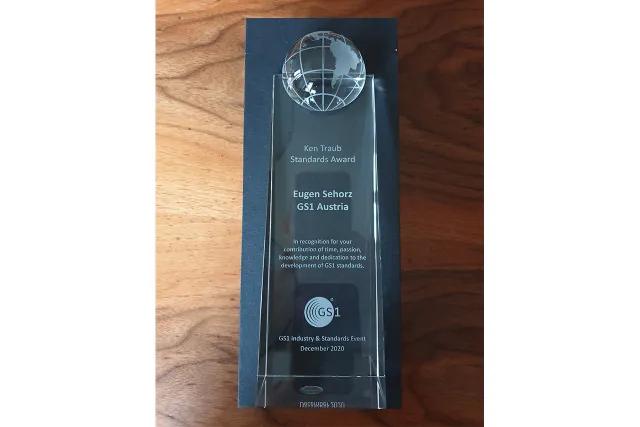 Ken Traub
Standards Award
Eugen Sehorz
GS1 Austria
In recognition for your
contribution of time, passion,
knowledge and dedication to the
development of GS1 standards.
GS1
GS1 Industry & Standards Event
December 2020